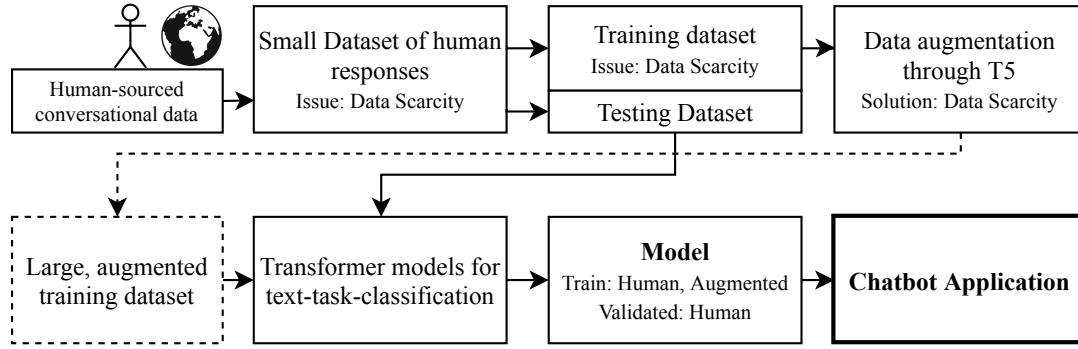 Human-sourced
conversational data
Small Dataset of human
responses
Issue: Data Scarcity
Training dataset
Issue: Data Scarcity
Testing Dataset
Data augmentation
through T5
Solution: Data Scarcity
Large, augmented
training dataset
Transformer models for
text-task-classification
Model
Train: Human, Augmented
Validated: Human
Chatbot Application